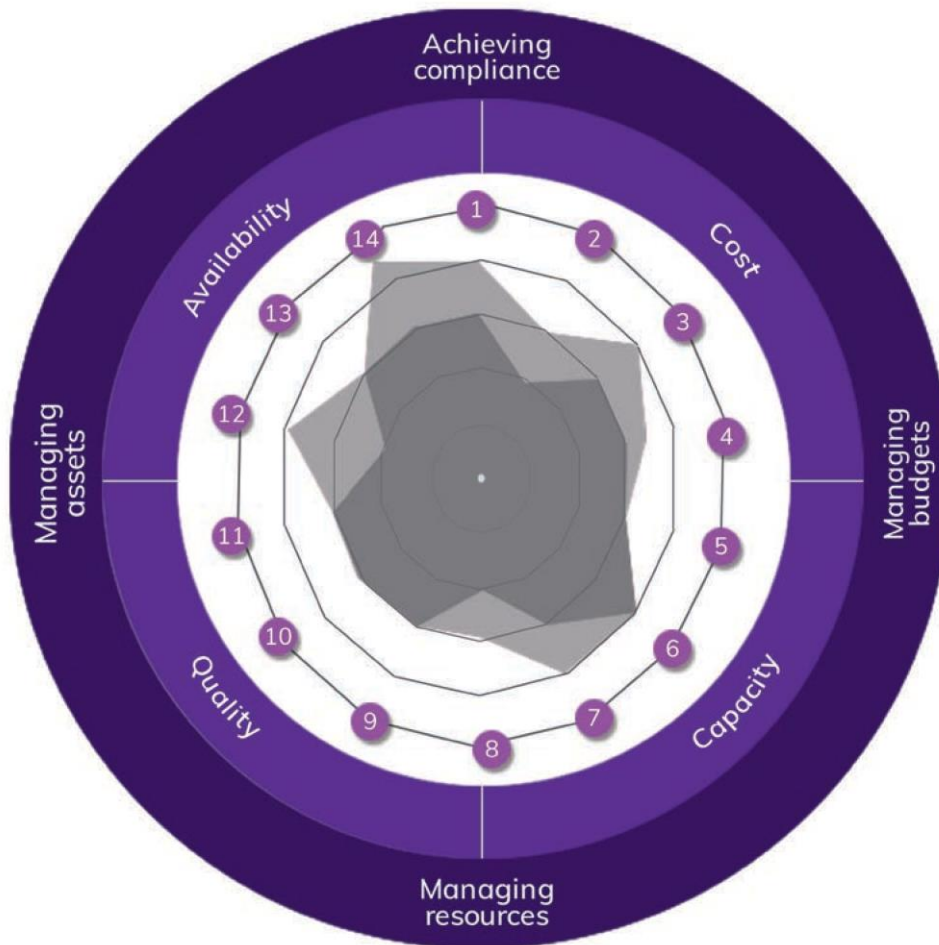 Achieving
compliance
Availability
Cost
1
2
3
4
5
6
7
8
9
10
11
12
13
14
Managing
assets
Managing
budgets
Quality
Capacity
Managing
resources